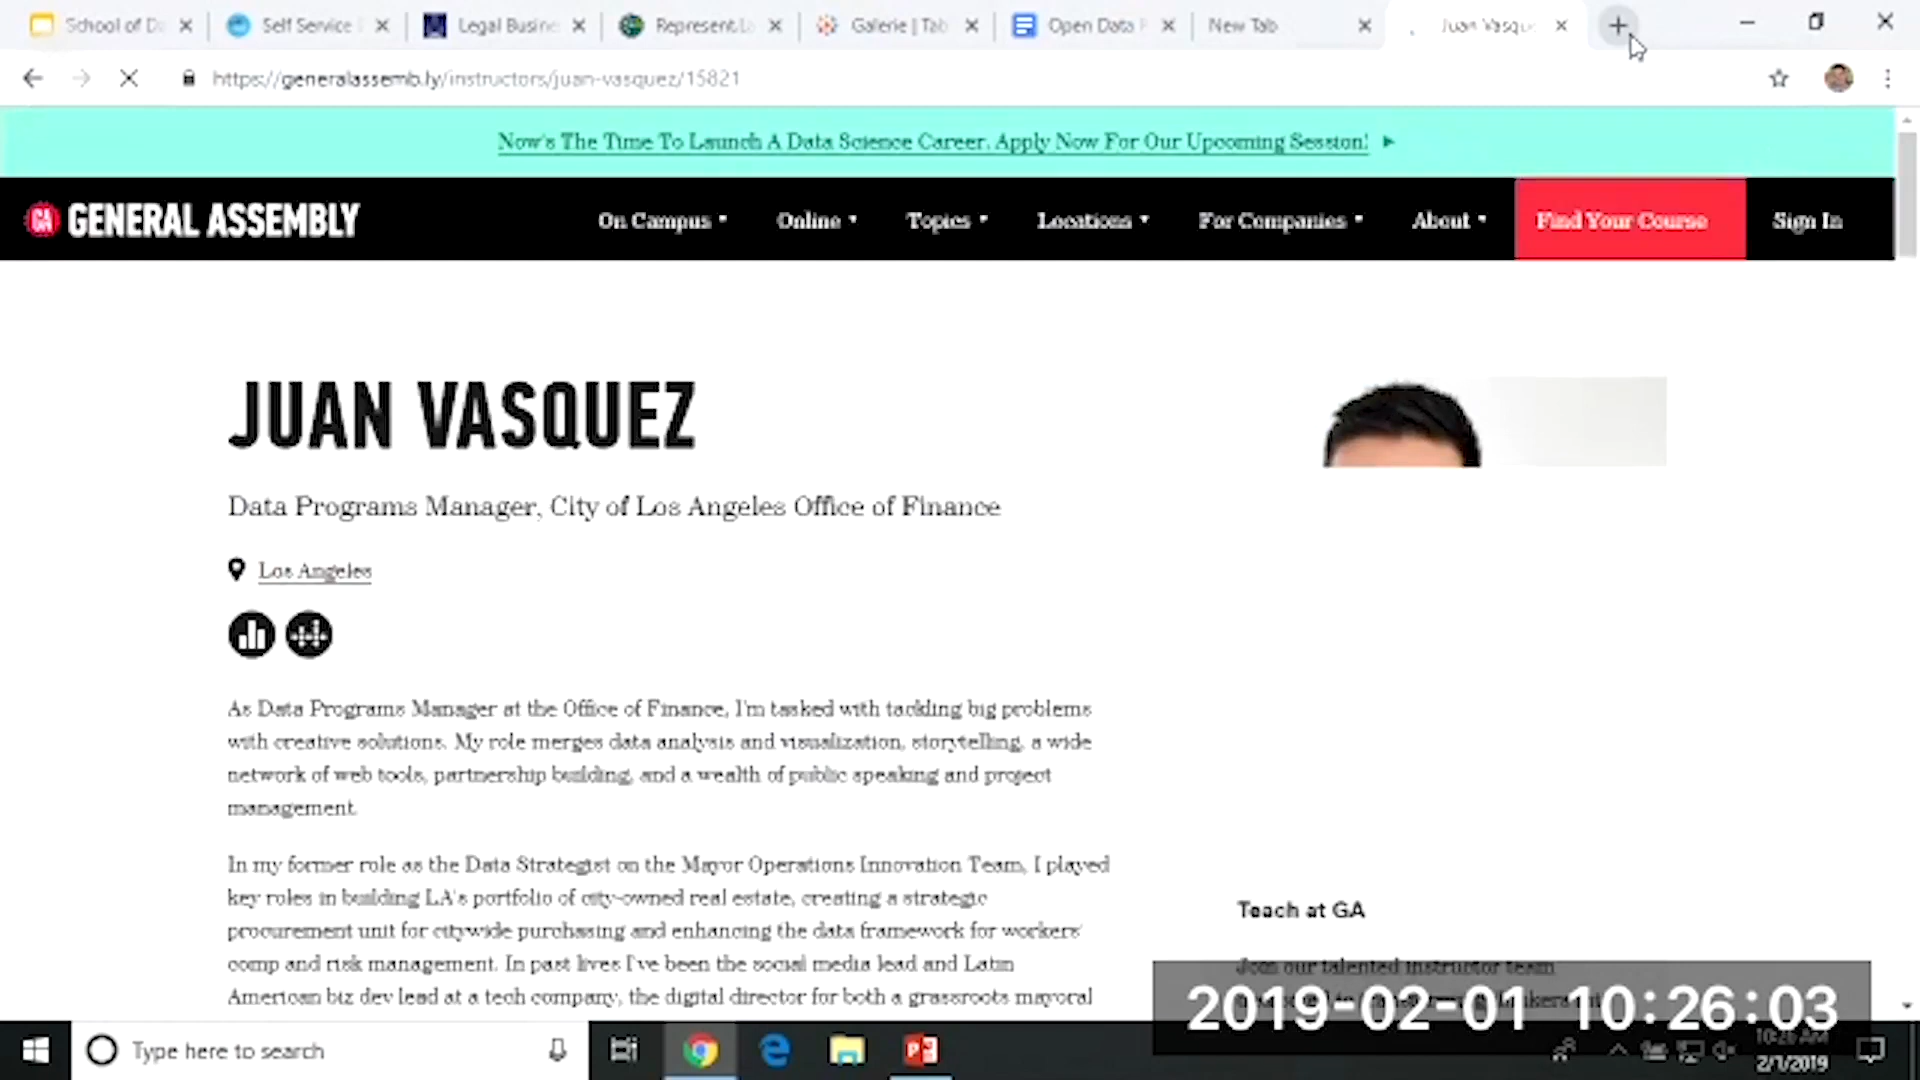 School of D
Self Service
Legal Busine
Represent.La
Galerie | Tab
Open Data P
New Tab
Juan Vasqu
https://generalassemb.ly/instructors/juan-vasquez/15821
Now's The Time To Launch A Data Science Career. Apply Now For Our Upcoming Session!
GA GENERAL ASSEMBLY
On Campus
Online
Topics
Locations
For Companies
About
Find Your Course
Sign In
JUAN VASQUEZ
Data Programs Manager, City of Los Angeles Office of Finance
Los Angeles
As Data Programs Manager at the Office of Finance, I'm tasked with tackling big problems
with creative solutions. My role merges data analysis and visualization, storytelling, a wide
network of web tools, partnership building, and a wealth of public speaking and project
management.
In my former role as the Data Strategist on the Mayor Operations Innovation Team, I played
key roles in building LA's portfolio of city-owned real estate, creating a strategic
procurement unit for citywide purchasing and enhancing the data framework for workers'
comp and risk management. In past lives I've been the social media lead and Latin
American biz dev lead at a tech company, the digital director for both a grassroots mayoral
Teach at GA
Join our talented instructor team
2019-02-01 10:26:03
Type here to search
10:26 AM
2/1/2019